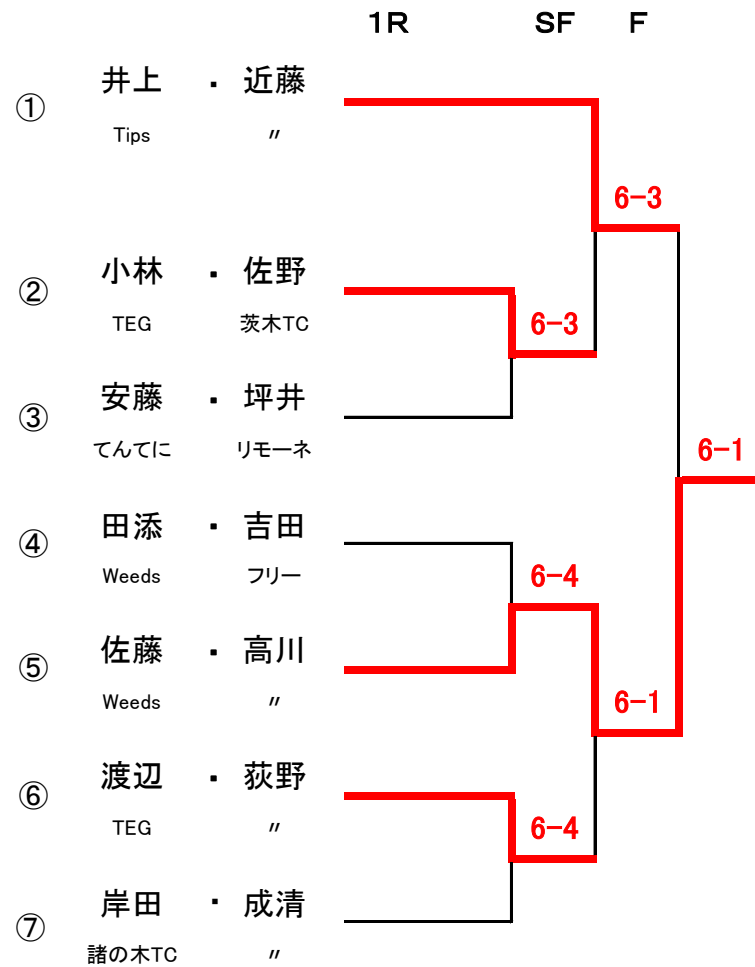 1R SF F
井上 ・ 近藤
①
Tips 〃
6-3
小林 ・ 佐野
②
TEG 茨木TC
6-3
安藤 ・ 坪井
③
てんてに リモーネ
6-1
田添 ・ 吉田
④
Weeds フリー
6-4
佐藤 ・ 高川
⑤
Weeds 〃
6-1
渡辺 ・ 荻野
⑥
TEG 〃
6-4
岸田 ・ 成清
⑦
諸の木TC 〃